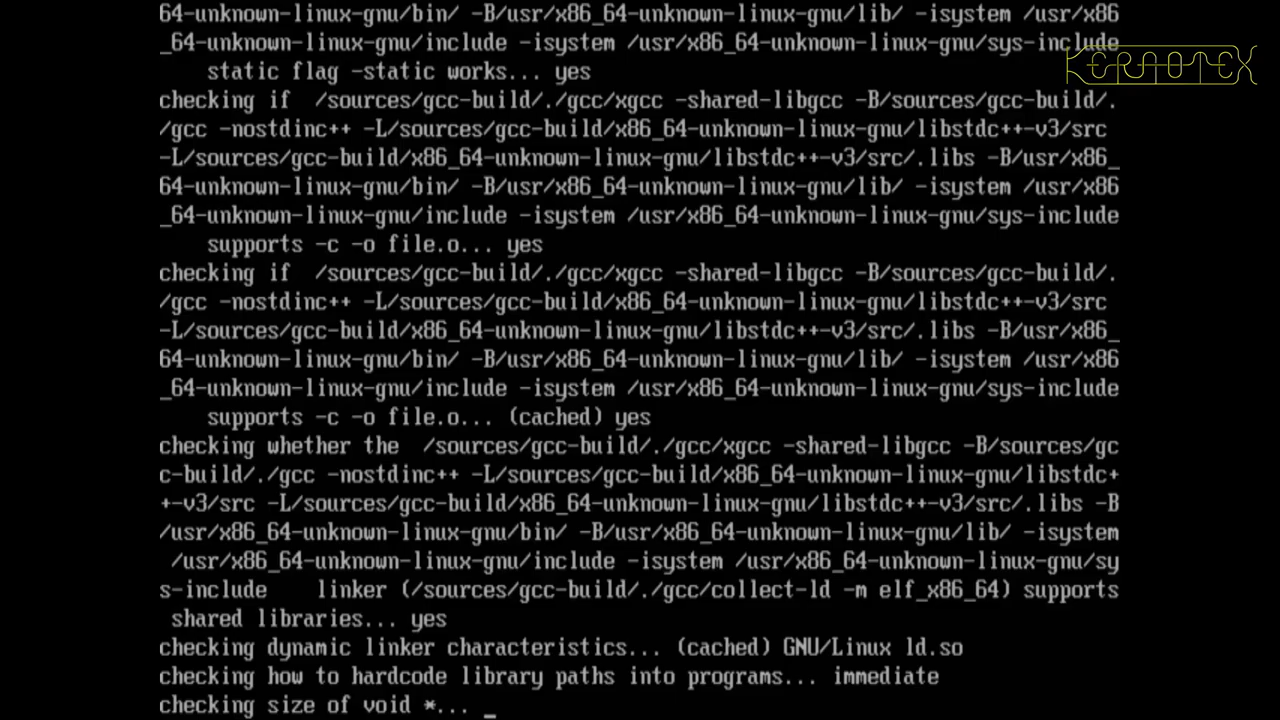 64-unknown-linux-gnu/bin/ -B/usr/x86_64-unknown-linux-gnu/lib/ -isystem /usr/x86
_64-unknown-linux-gnu/include -isystem /usr/x86_64-unknown-linux-gnu/sys-include
    static flag -static works... yes
checking if  /sources/gcc-build/./gcc/xgcc -shared-libgcc -B/sources/gcc-build/.
/gcc -nostdinc++ -L/sources/gcc-build/x86_64-unknown-linux-gnu/libstdc++-v3/src
-L/sources/gcc-build/x86_64-unknown-linux-gnu/libstdc++-v3/src/.libs -B/usr/x86_
64-unknown-linux-gnu/bin/ -B/usr/x86_64-unknown-linux-gnu/lib/ -isystem /usr/x86
_64-unknown-linux-gnu/include -isystem /usr/x86_64-unknown-linux-gnu/sys-include
    supports -c -o file.o... yes
checking if  /sources/gcc-build/./gcc/xgcc -shared-libgcc -B/sources/gcc-build/.
/gcc -nostdinc++ -L/sources/gcc-build/x86_64-unknown-linux-gnu/libstdc++-v3/src
-L/sources/gcc-build/x86_64-unknown-linux-gnu/libstdc++-v3/src/.libs -B/usr/x86_
64-unknown-linux-gnu/bin/ -B/usr/x86_64-unknown-linux-gnu/lib/ -isystem /usr/x86
_64-unknown-linux-gnu/include -isystem /usr/x86_64-unknown-linux-gnu/sys-include
    supports -c -o file.o... (cached) yes
checking whether the  /sources/gcc-build/./gcc/xgcc -shared-libgcc -B/sources/gc
c-build/./gcc -nostdinc++ -L/sources/gcc-build/x86_64-unknown-linux-gnu/libstdc+
+-v3/src -L/sources/gcc-build/x86_64-unknown-linux-gnu/libstdc++-v3/src/.libs -B
/usr/x86_64-unknown-linux-gnu/bin/ -B/usr/x86_64-unknown-linux-gnu/lib/ -isystem
 /usr/x86_64-unknown-linux-gnu/include -isystem /usr/x86_64-unknown-linux-gnu/sy
s-include    linker (/sources/gcc-build/./gcc/collect-ld -m elf_x86_64) supports
 shared libraries... yes
checking dynamic linker characteristics... (cached) GNU/Linux ld.so
checking how to hardcode library paths into programs... immediate
checking size of void *... _